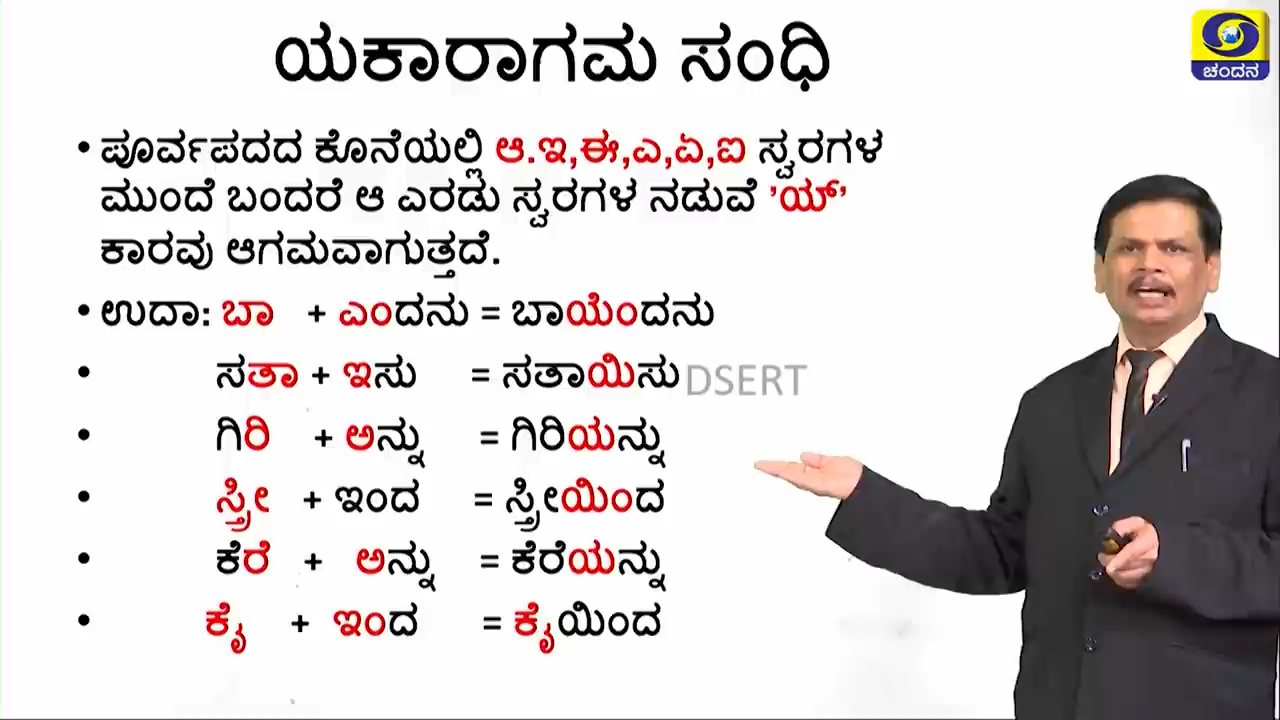 ಯಕಾರಾಗಮ ಸಂಧಿ
ಚಂದನ
• ಪೂರ್ವಪದದ ಕೊನೆಯಲ್ಲಿ ಆ.ಇ,ಈ,ಎ,ಏ,ಐ ಸ್ವರಗಳ
ಮುಂದೆ ಬಂದರೆ ಆ ಎರಡು ಸ್ವರಗಳ ನಡುವೆ ’ಯ್’
ಕಾರವು ಆಗಮವಾಗುತ್ತದೆ.
• ಉದಾ: ಬಾ + ಎಂದನು = ಬಾಯೆಂದನು
• ಸತಾ + ಇಸು = ಸತಾಯಿಸು
DSERT
• ಗಿರಿ + ಅನ್ನು = ಗಿರಿಯನ್ನು
• ಸ್ತ್ರೀ + ಇಂದ = ಸ್ತ್ರೀಯಿಂದ
• ಕೆರೆ + ಅನ್ನು = ಕೆರೆಯನ್ನು
• ಕೈ + ಇಂದ = ಕೈಯಿಂದ